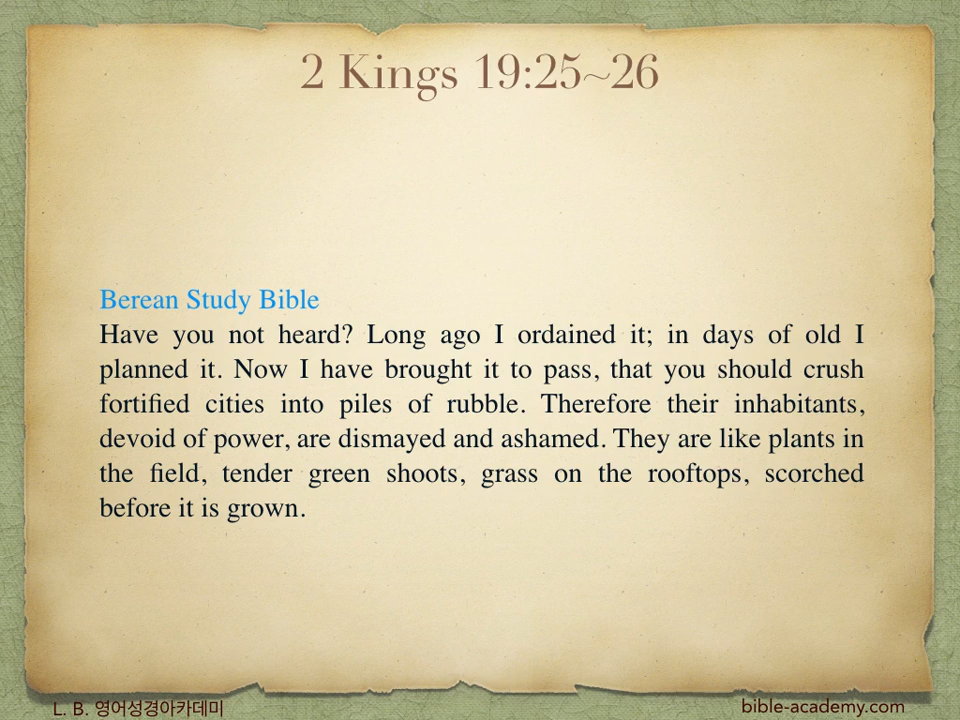 2 Kings 19:25~26
Berean Study Bible
Have you not heard? Long ago I ordained it; in days of old I
planned it. Now I have brought it to pass, that you should crush
fortified cities into piles of rubble. Therefore their inhabitants,
devoid of power, are dismayed and ashamed. They are like plants in
the field, tender green shoots, grass on the rooftops, scorched
before it is grown.
L. B. 영어성경아카데미
bible-academy.com